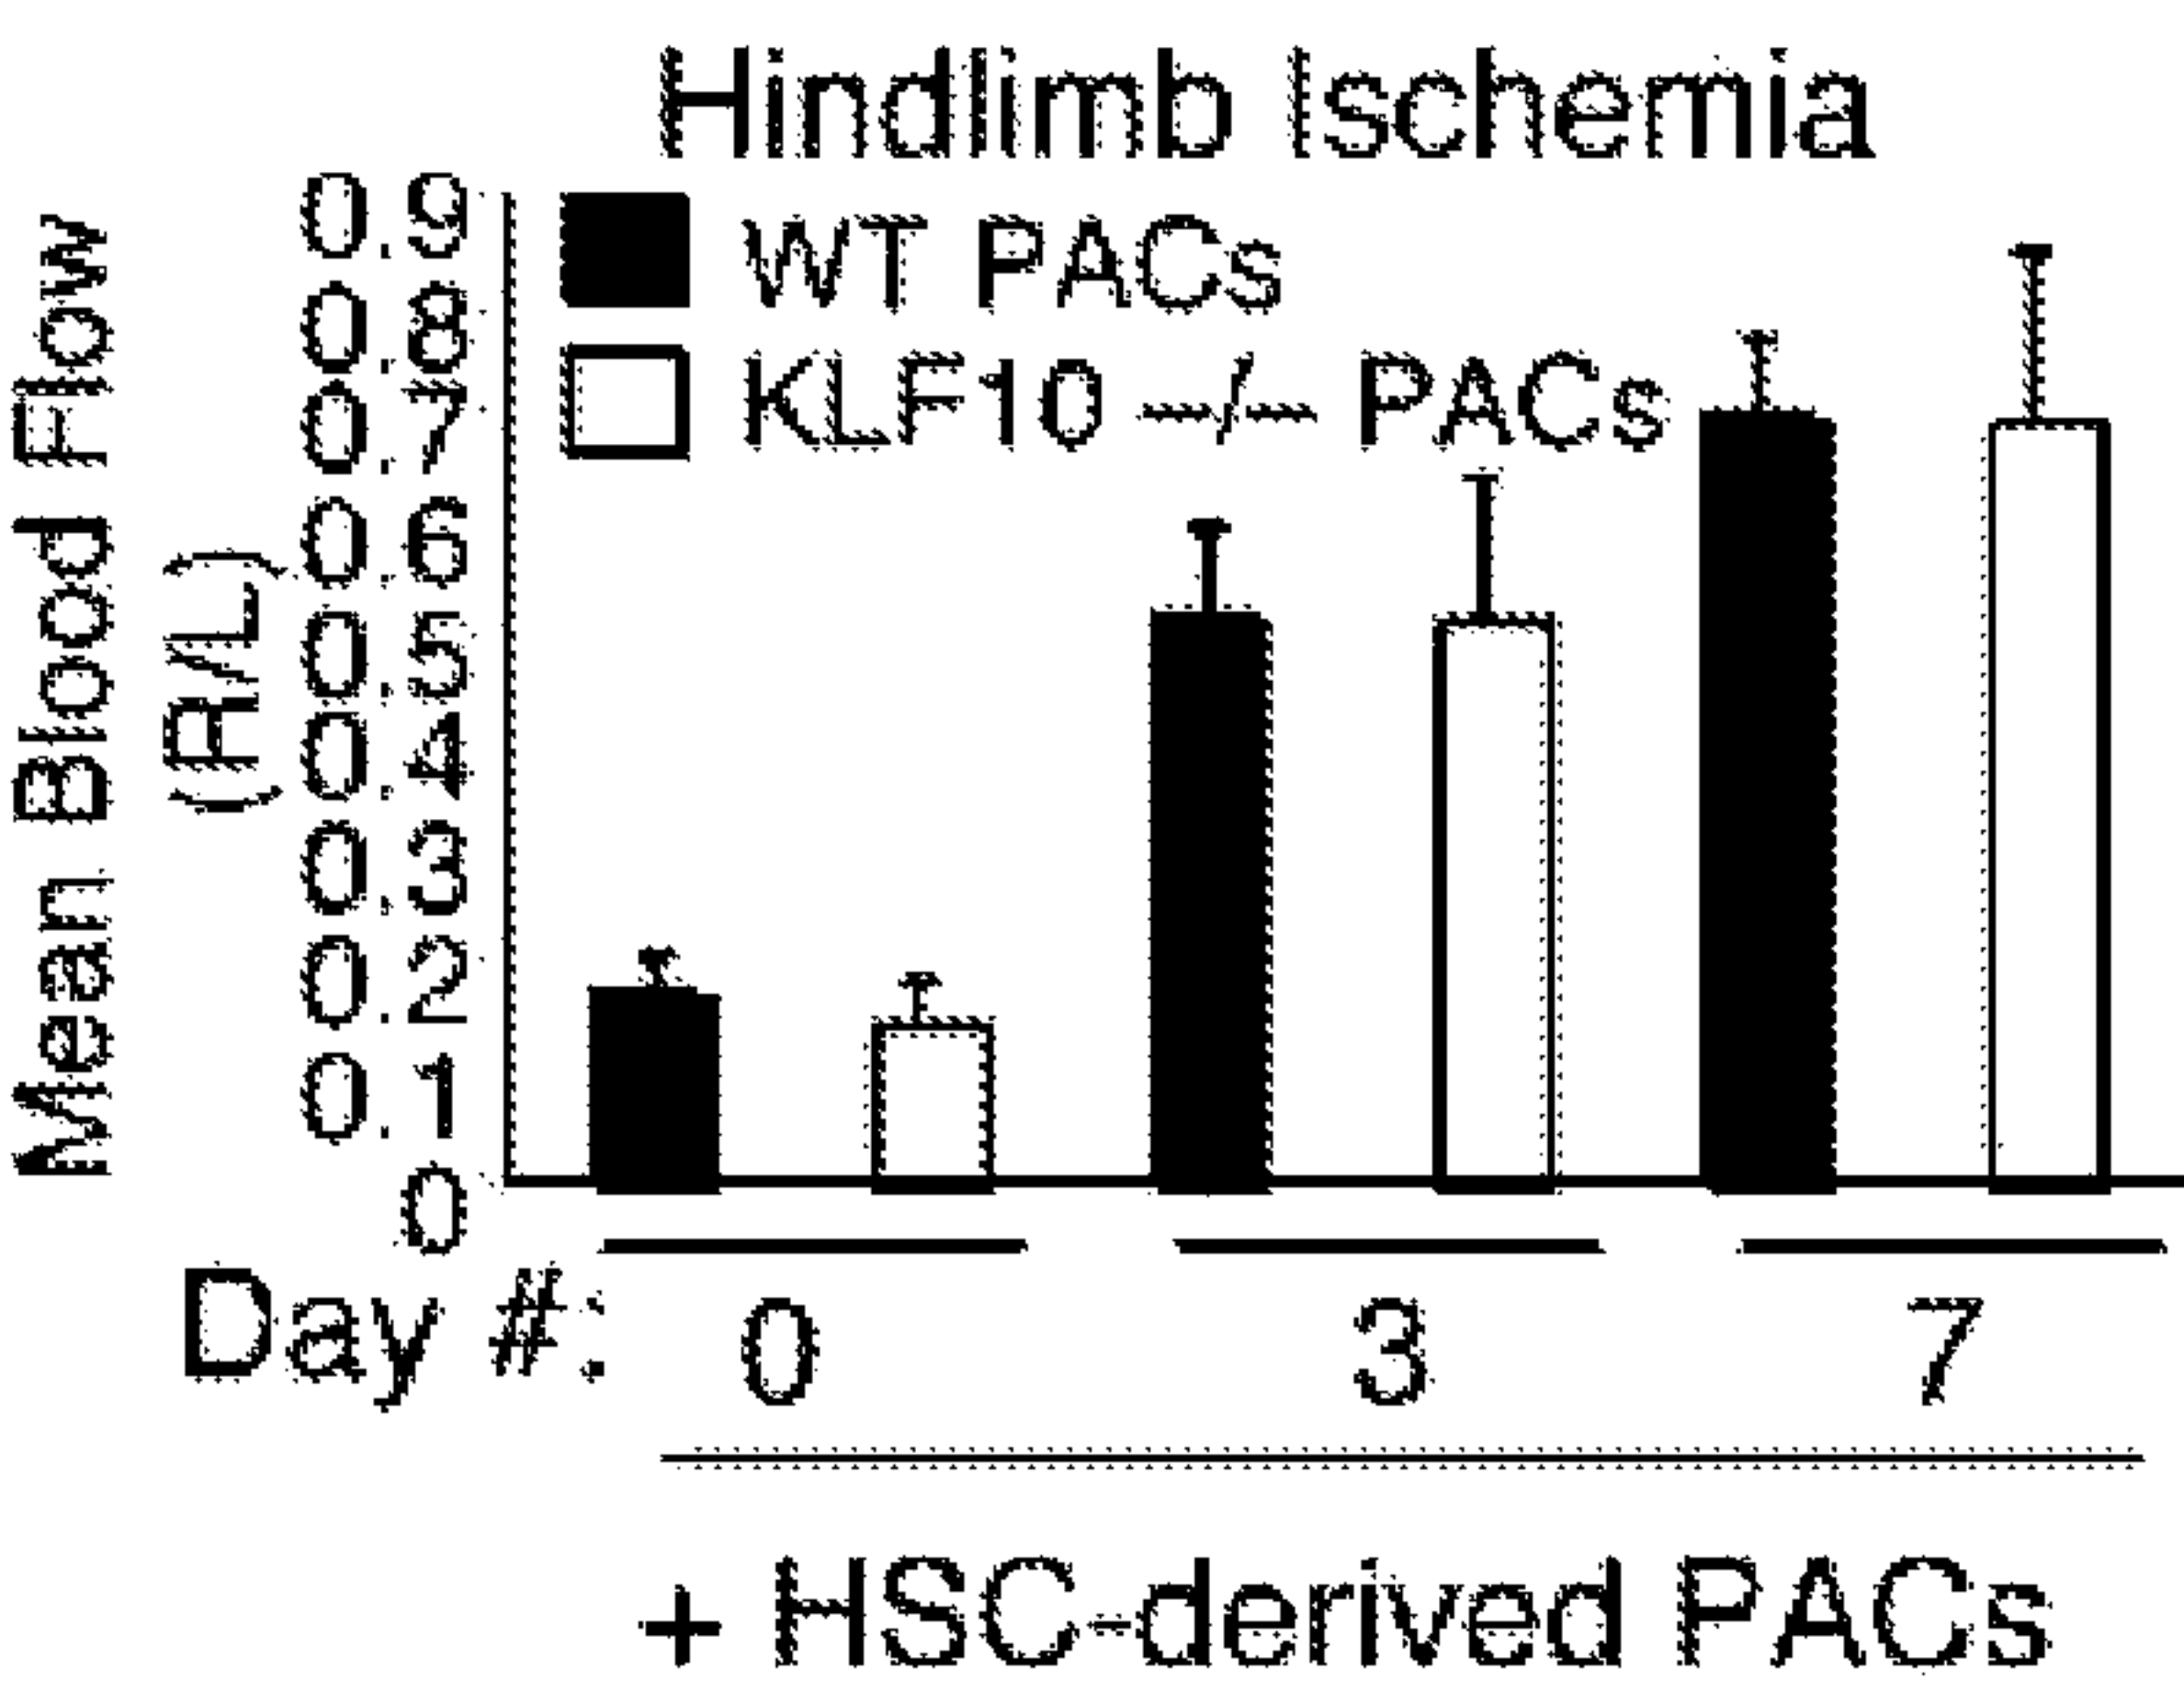 Hindlimb Ischemia
Mean Blood Flow
(R/L)
0.9
0.8
0.7
0.6
0.5
0.4
0.3
0.2
0.1
0
WT PACs
KLF10 -/- PACs
Day #: 0 3 7
+ HSC-derived PACs